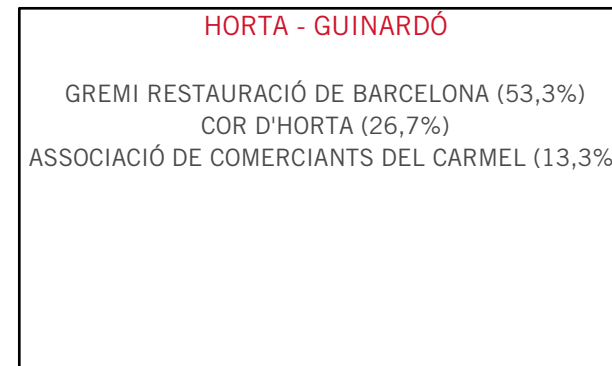 HORTA - GUINARDÓ
GREMI RESTAURACIÓ DE BARCELONA (53,3%)
COR D'HORTA (26,7%)
ASSOCIACIÓ DE COMERCIANTS DEL CARMEL (13,3%